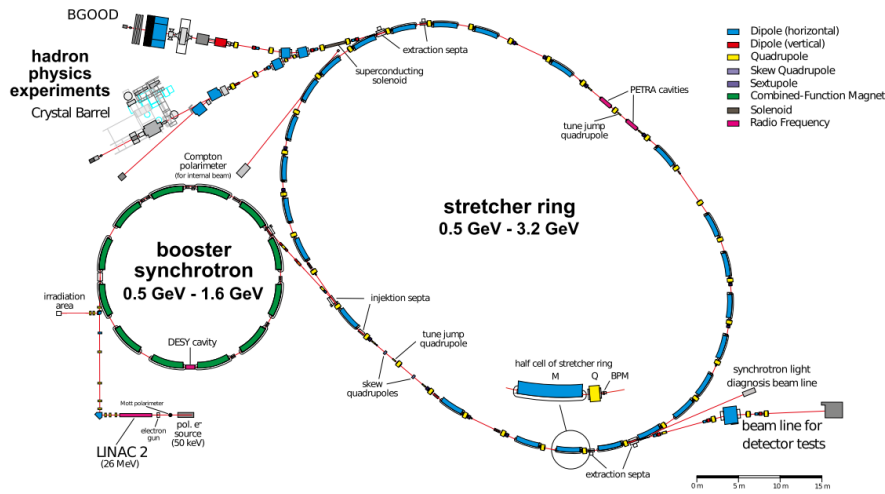 BGOOD
hadron
physics
experiments
Crystal Barrel
extraction septa
superconducting
solenoid
PETRA cavities
tune jump
quadrupole
Dipole (horizontal)
Dipole (vertical)
Quadrupole
Skew Quadrupole
Sextupole
Combined-Function Magnet
Solenoid
Radio Frequency
Compton
polarimeter
(for internal beam)
stretcher ring
0.5 GeV - 3.2 GeV
booster
synchrotron
0.5 GeV - 1.6 GeV
irradiation
area
DESY cavity
injektion septa
tune jump
quadrupole
skew
quadrupoles
half cell of stretcher ring
M
Q
BPM
synchrotron light
diagnosis beam line
Mott polarimeter
electron
gun
pol. e-
source
(50 keV)
LINAC 2
(26 MeV)
beam line for
detector tests
extraction septa
0 m
5 m
10 m
15 m